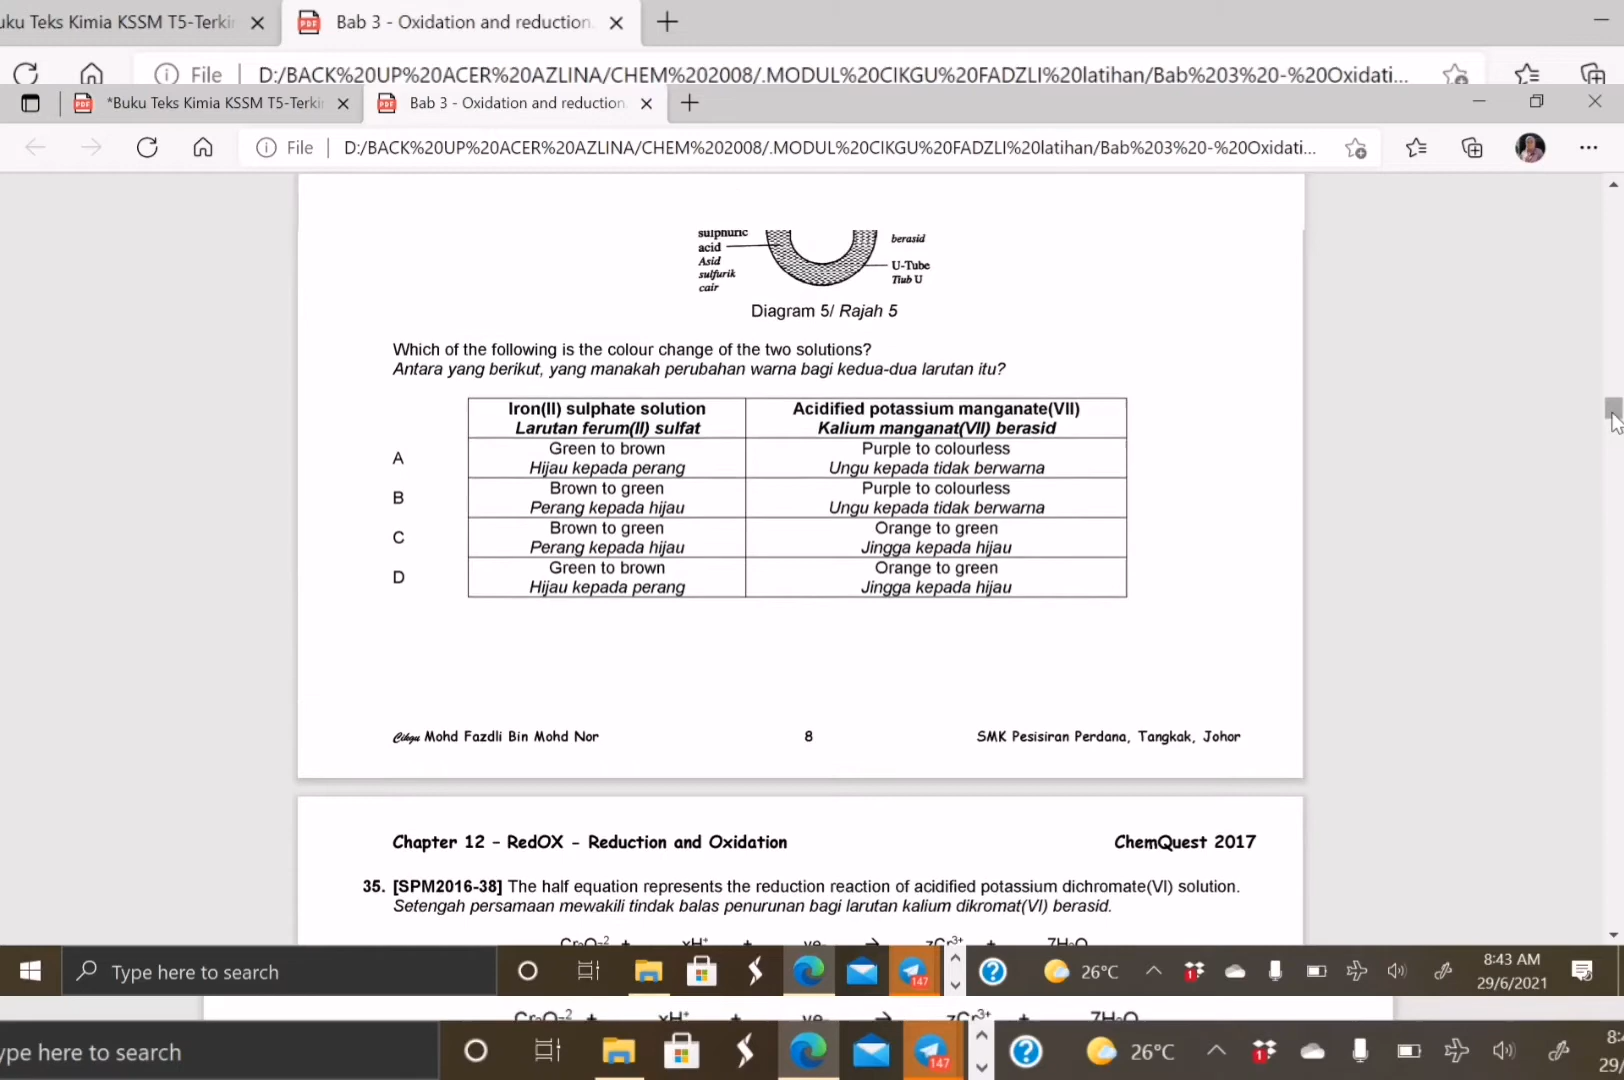 uku Teks Kimia KSSM T5-Terkir
Bab 3 - Oxidation and reduction.
File
D:/BACK%20UP%20ACER%20AZLINA/CHEM%202008/.MODUL%20CIKGU%20FADZLI%20latihan/Bab%203%20-%20Oxidati...
*Buku Teks Kimia KSSM T5-Terkir
Bab 3 - Oxidation and reduction.
File
D:/BACK%20UP%20ACER%20AZLINA/CHEM%202008/.MODUL%20CIKGU%20FADZLI%20latihan/Bab%203%20-%20Oxidati...
sulphuric
acid
Asid
sulfurik
cair
berasid
U-Tube
Tiub U
Diagram 5/ Rajah 5
Which of the following is the colour change of the two solutions?
Antara yang berikut, yang manakah perubahan warna bagi kedua-dua larutan itu?
Iron(II) sulphate solution
Larutan ferum(II) sulfat
Acidified potassium manganate(VII)
Kalium manganat(VII) berasid
A
Green to brown
Hijau kepada perang
Purple to colourless
Ungu kepada tidak berwarna
B
Brown to green
Perang kepada hijau
Purple to colourless
Ungu kepada tidak berwarna
C
Brown to green
Perang kepada hijau
Orange to green
Jingga kepada hijau
D
Green to brown
Hijau kepada perang
Orange to green
Jingga kepada hijau
Cikgu Mohd Fazdli Bin Mohd Nor
8
SMK Pesisiran Perdana, Tangkak, Johor
Chapter 12 – RedOX – Reduction and Oxidation
ChemQuest 2017
35. [SPM2016-38] The half equation represents the reduction reaction of acidified potassium dichromate(VI) solution.
Setengah persamaan mewakili tindak balas penurunan bagi larutan kalium dikromat(VI) berasid.
Type here to search
147
26°C
1
8:43 AM
29/6/2021
ype here to search
147
26°C
1